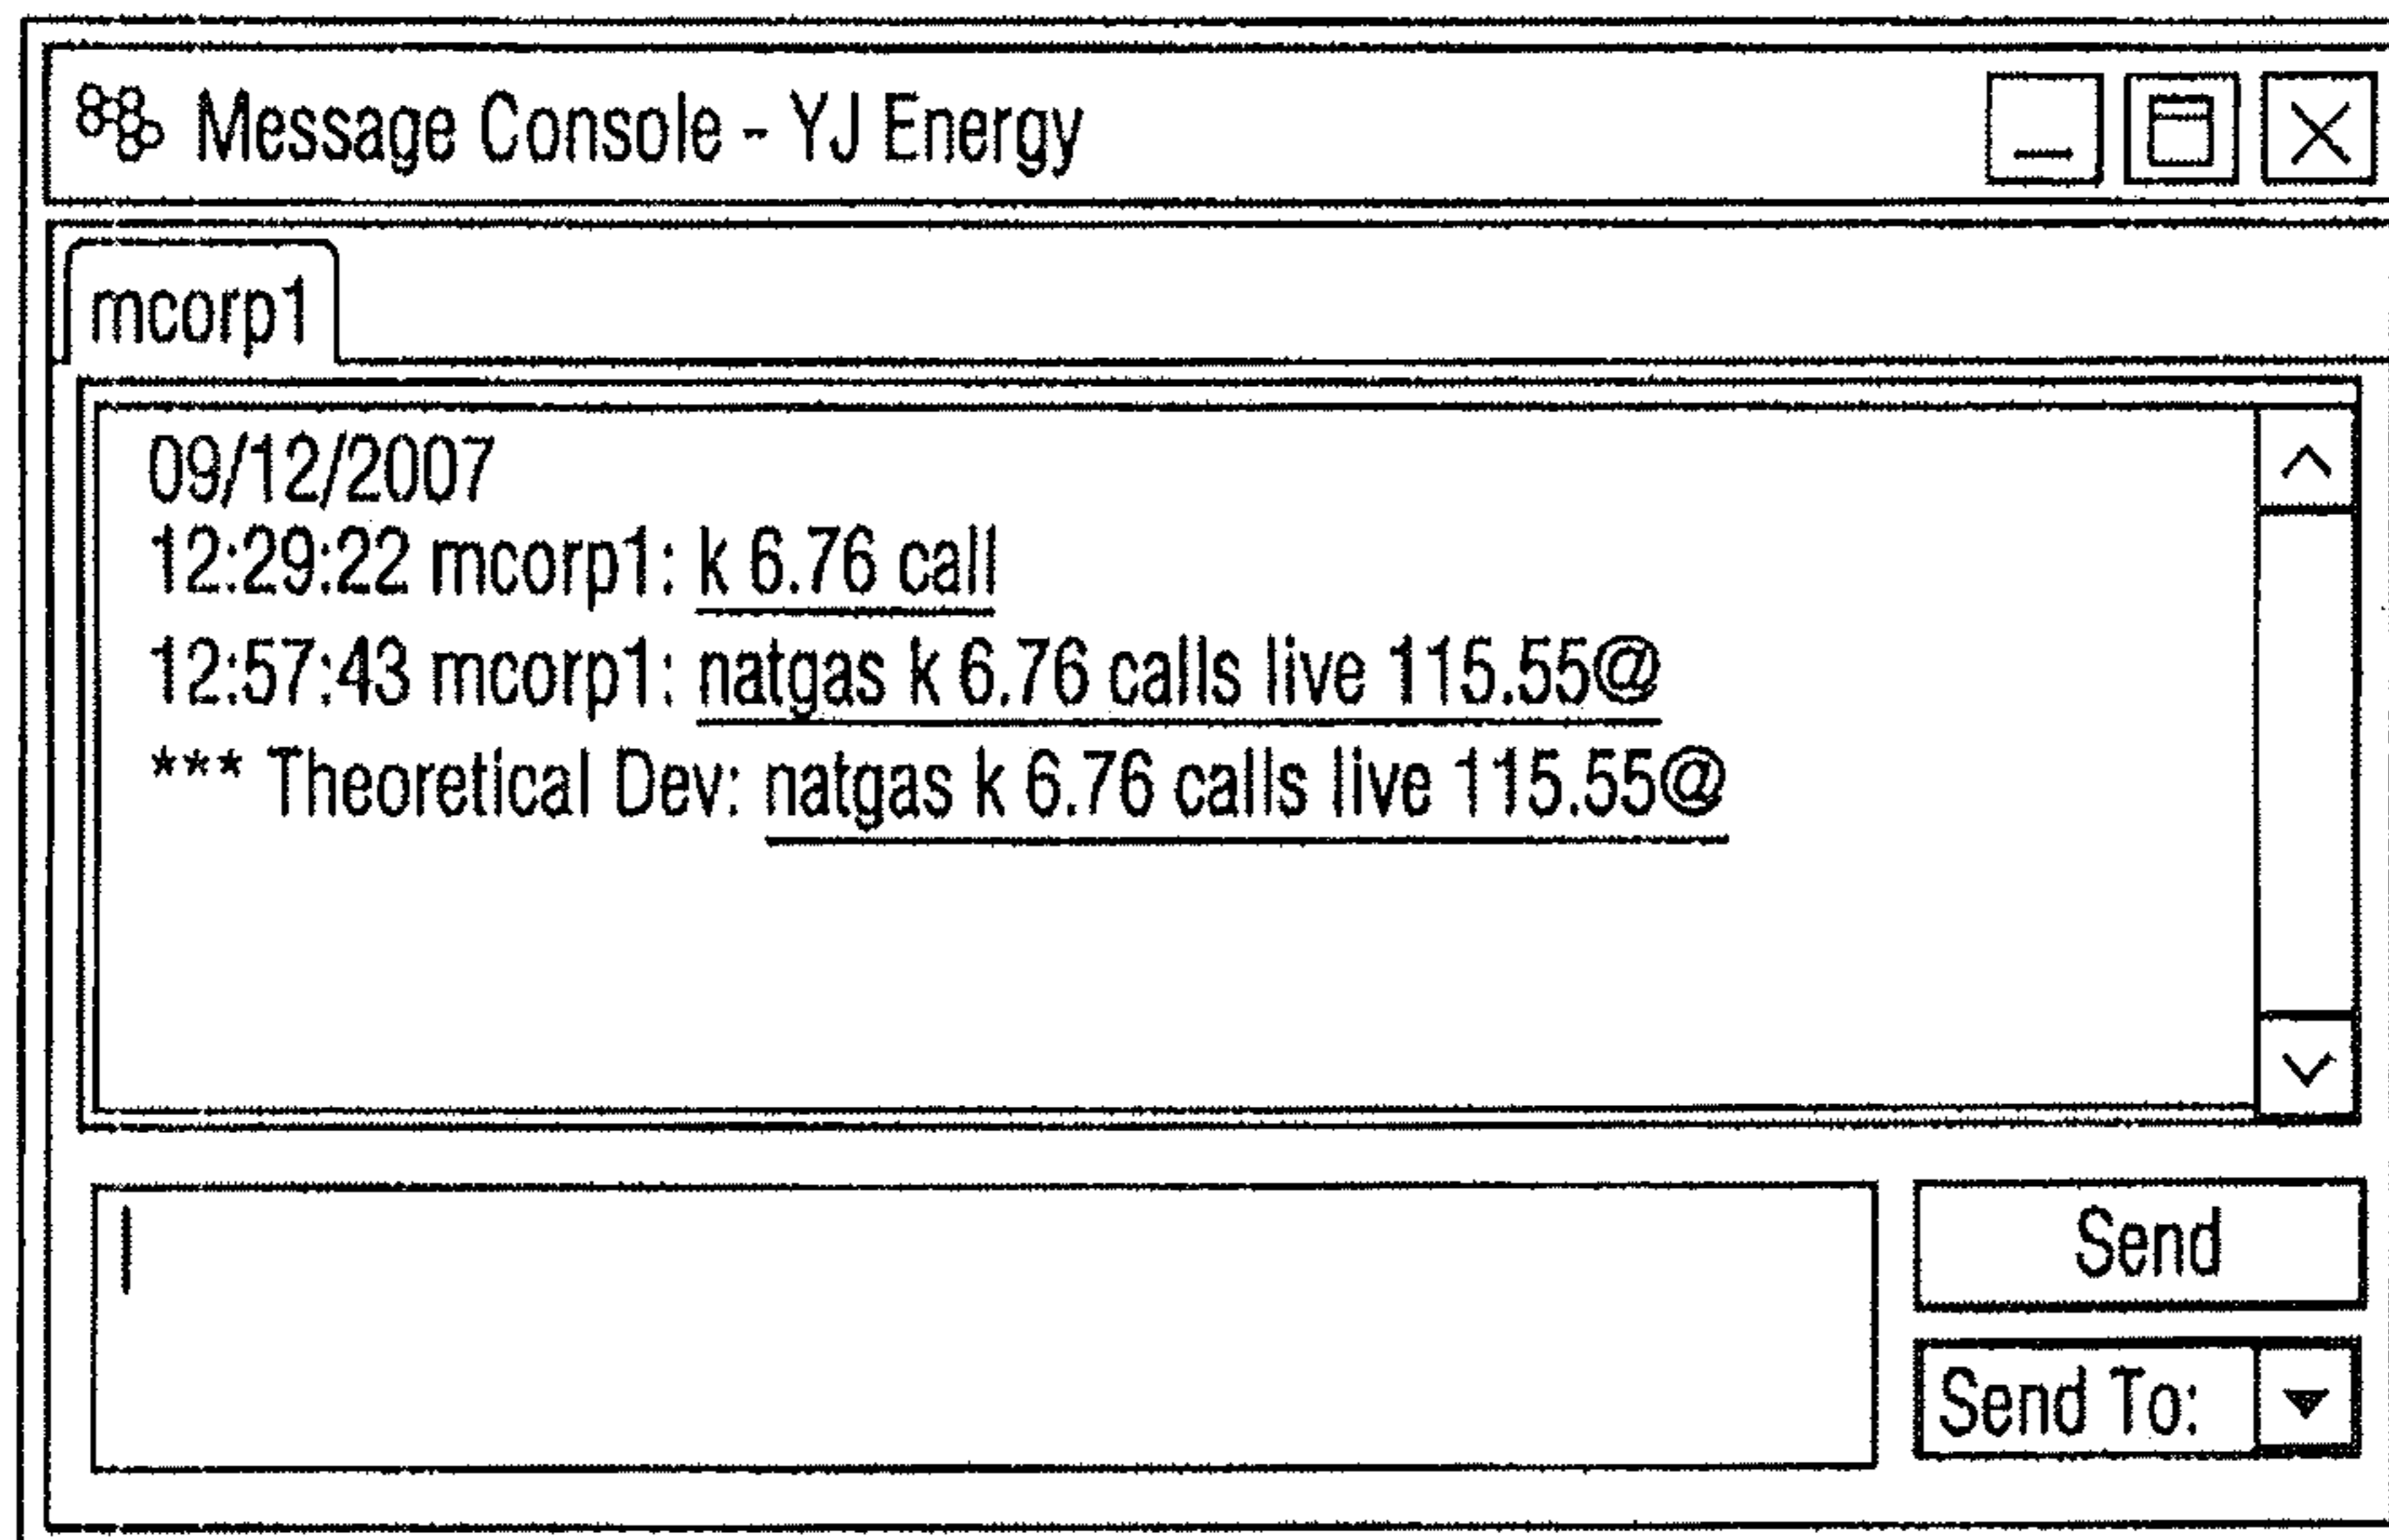 Message Console - YJ Energy
mcorp1
09/12/2007
12:29:22 mcorp1: k 6.76 call
12:57:43 mcorp1: natgas k 6.76 calls live 115.55@
*** Theoretical Dev: natgas k 6.76 calls live 115.55@
Send
Send To: